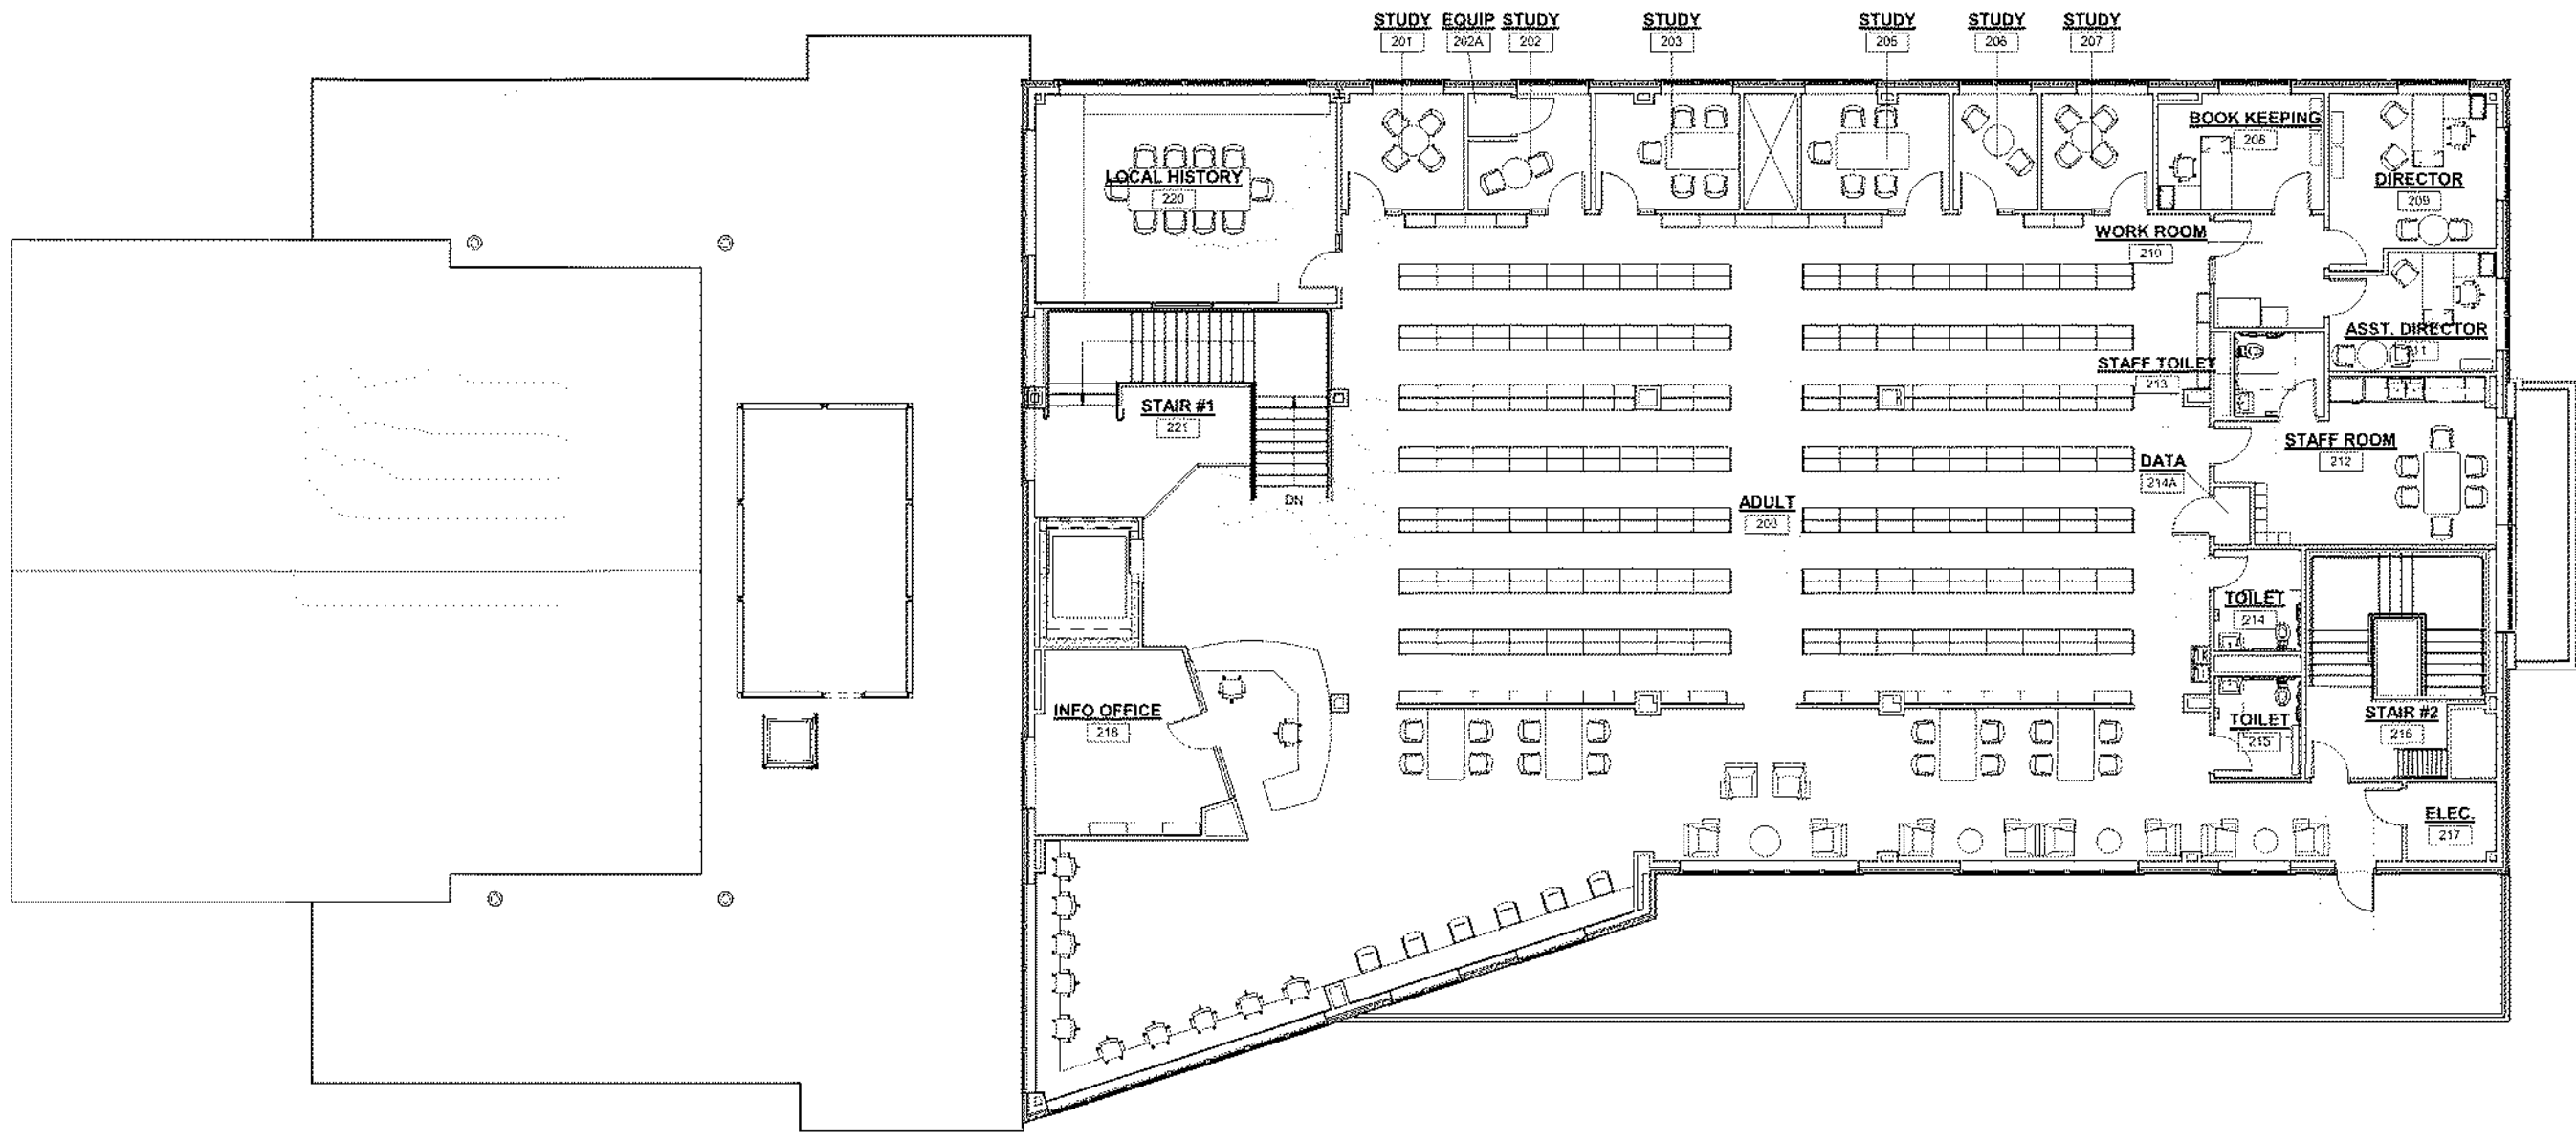 STUDY EQUIP STUDY STUDY STUDY STUDY STUDY
201 202A 202 203 205 206 207
BOOK KEEPING
208
LOCAL HISTORY
220
DIRECTOR
209
WORK ROOM
210
ASST. DIRECTOR
211
STAFF TOILET
213
STAIR #1
221
STAFF ROOM
212
DATA
214A
DN
ADULT
200
TOILET
214
INFO OFFICE
218
TOILET
215
STAIR #2
216
ELEC.
217